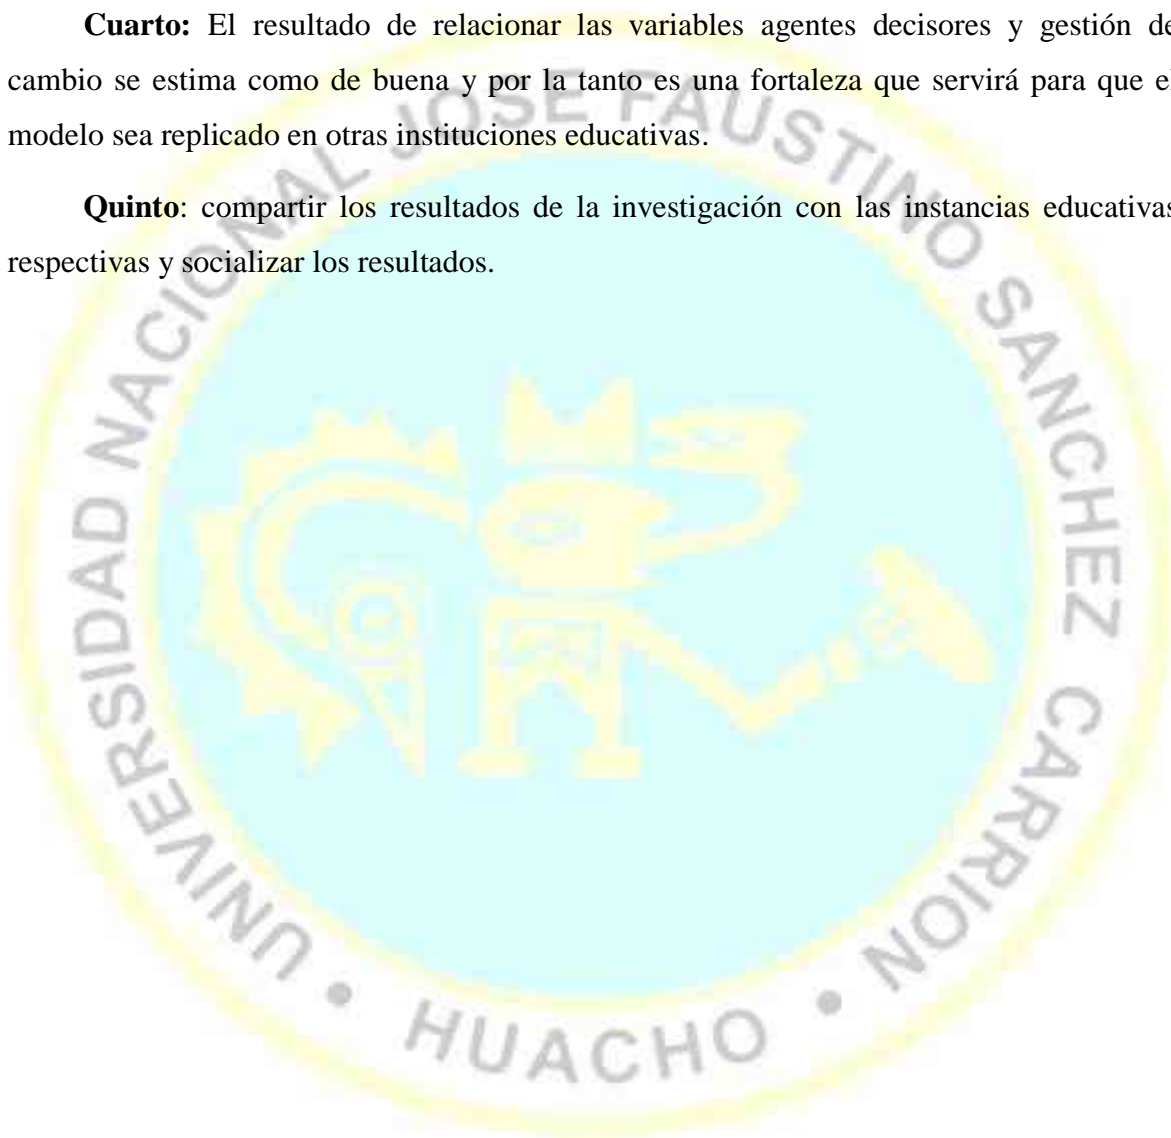 Cuarto: El resultado de relacionar las variables agentes decisores y gestión de
cambio se estima como de buena y por la tanto es una fortaleza que servirá para que el
modelo sea replicado en otras instituciones educativas.
Quinto: compartir los resultados de la investigación con las instancias educativas
respectivas y socializar los resultados.
UNIVERSIDAD NACIONAL JOSE FAUSTINO SANCHEZ CARRION • HUACHO •